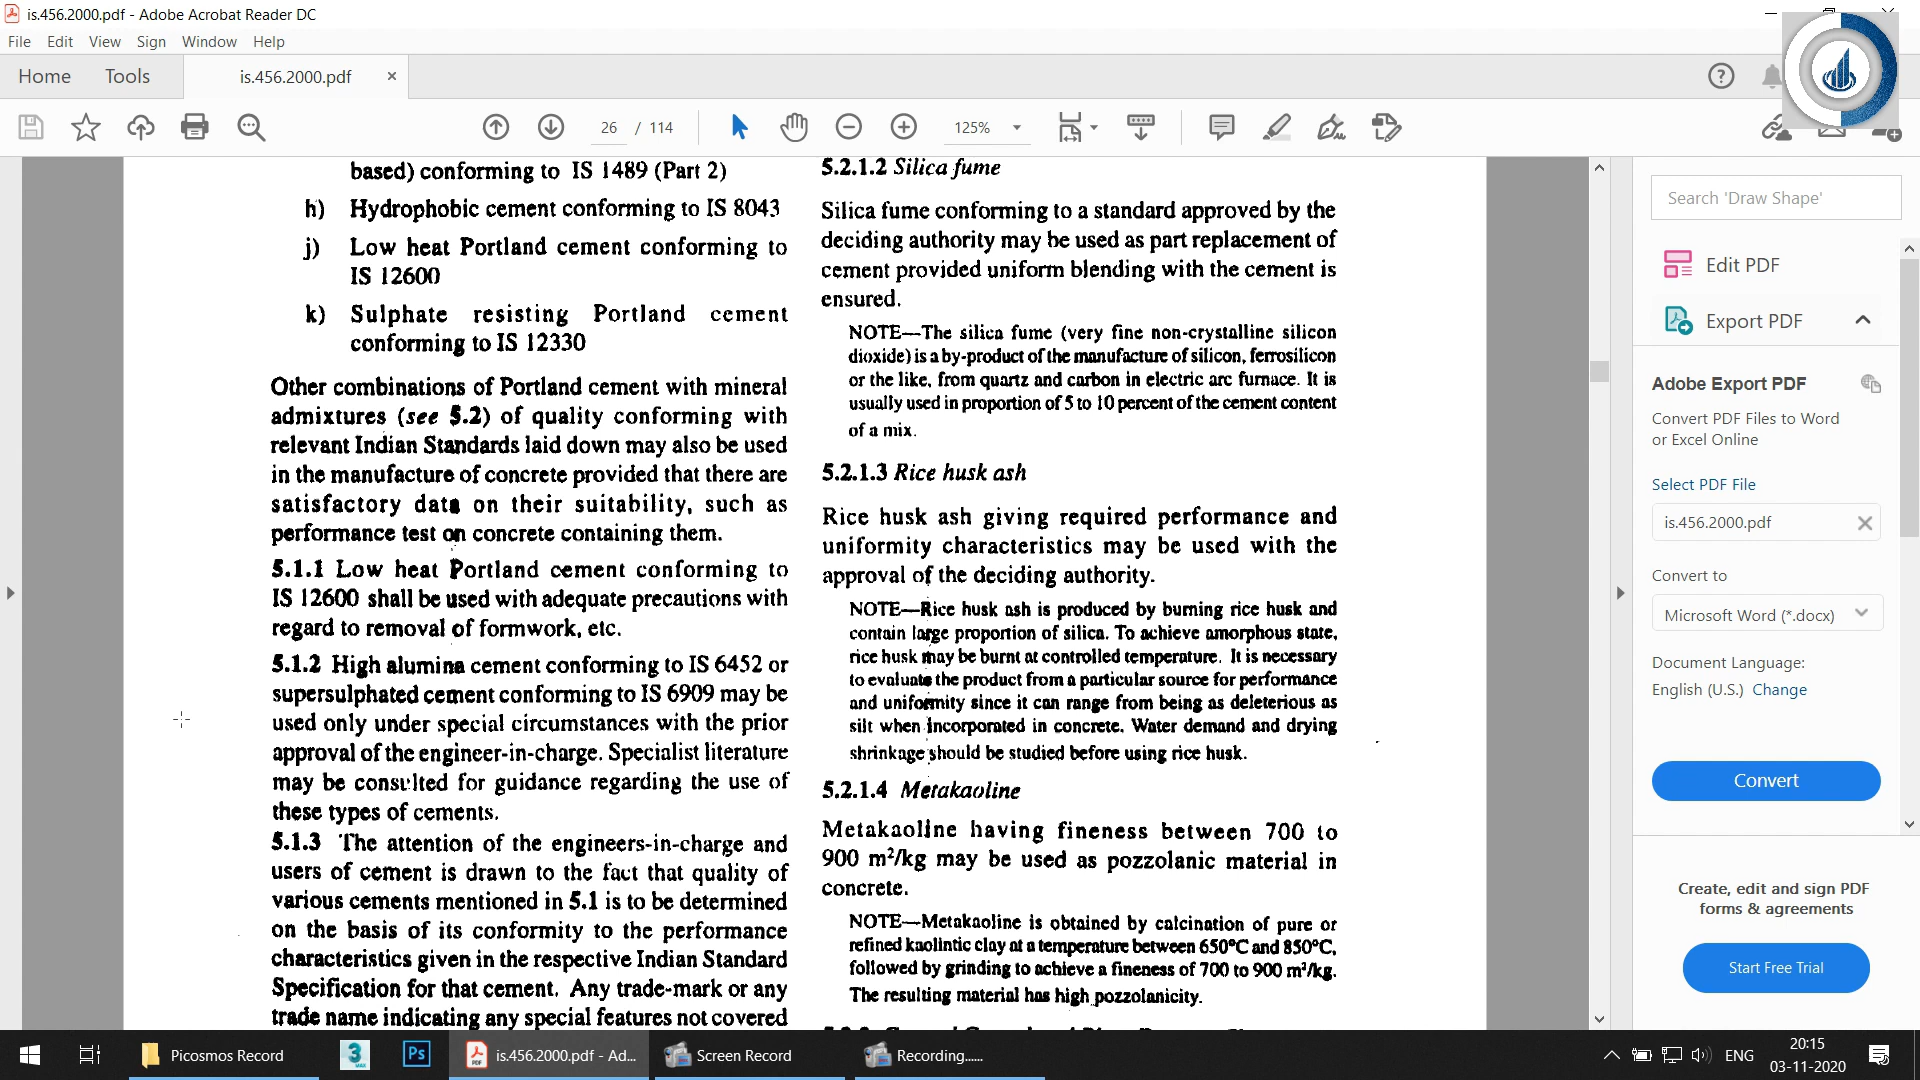 is.456.2000.pdf - Adobe Acrobat Reader DC
File Edit View Sign Window Help
Home Tools is.456.2000.pdf ×
26 / 114 125%
based) conforming to IS 1489 (Part 2)
h) Hydrophobic cement conforming to IS 8043
j) Low heat Portland cement conforming to
IS 12600
k) Sulphate resisting Portland cement
conforming to IS 12330
Other combinations of Portland cement with mineral
admixtures (see 5.2) of quality conforming with
relevant Indian Standards laid down may also be used
in the manufacture of concrete provided that there are
satisfactory data on their suitability, such as
performance test on concrete containing them.
5.1.1 Low heat Portland cement conforming to
IS 12600 shall be used with adequate precautions with
regard to removal of formwork, etc.
5.1.2 High alumina cement conforming to IS 6452 or
supersulphated cement conforming to IS 6909 may be
used only under special circumstances with the prior
approval of the engineer-in-charge. Specialist literature
may be consulted for guidance regarding the use of
these types of cements.
5.1.3 The attention of the engineers-in-charge and
users of cement is drawn to the fact that quality of
various cements mentioned in 5.1 is to be determined
on the basis of its conformity to the performance
characteristics given in the respective Indian Standard
Specification for that cement. Any trade-mark or any
trade name indicating any special features not covered
5.2.1.2 Silica fume
Silica fume conforming to a standard approved by the
deciding authority may be used as part replacement of
cement provided uniform blending with the cement is
ensured.
NOTE—The silica fume (very fine non-crystalline silicon
dioxide) is a by-product of the manufacture of silicon, ferrosilicon
or the like, from quartz and carbon in electric arc furnace. It is
usually used in proportion of 5 to 10 percent of the cement content
of a mix.
5.2.1.3 Rice husk ash
Rice husk ash giving required performance and
uniformity characteristics may be used with the
approval of the deciding authority.
NOTE—Rice husk ash is produced by burning rice husk and
contain large proportion of silica. To achieve amorphous state,
rice husk may be burnt at controlled temperature. It is necessary
to evaluate the product from a particular source for performance
and uniformity since it can range from being as deleterious as
silt when incorporated in concrete. Water demand and drying
shrinkage should be studied before using rice husk.
5.2.1.4 Metakaoline
Metakaoline having fineness between 700 to
900 m²/kg may be used as pozzolanic material in
concrete.
NOTE—Metakaoline is obtained by calcination of pure or
refined kaolintic clay at a temperature between 650°C and 850°C,
followed by grinding to achieve a fineness of 700 to 900 m²/kg.
The resulting material has high pozzolanicity.
Search 'Draw Shape'
Edit PDF
Export PDF
Adobe Export PDF
Convert PDF Files to Word
or Excel Online
Select PDF File
is.456.2000.pdf
Convert to
Microsoft Word (*.docx)
Document Language:
English (U.S.) Change
Convert
Create, edit and sign PDF
forms & agreements
Start Free Trial
Picosmos Record
3
Ps
is.456.2000.pdf - Ad...
Screen Record
Recording......
ENG
20:15
03-11-2020